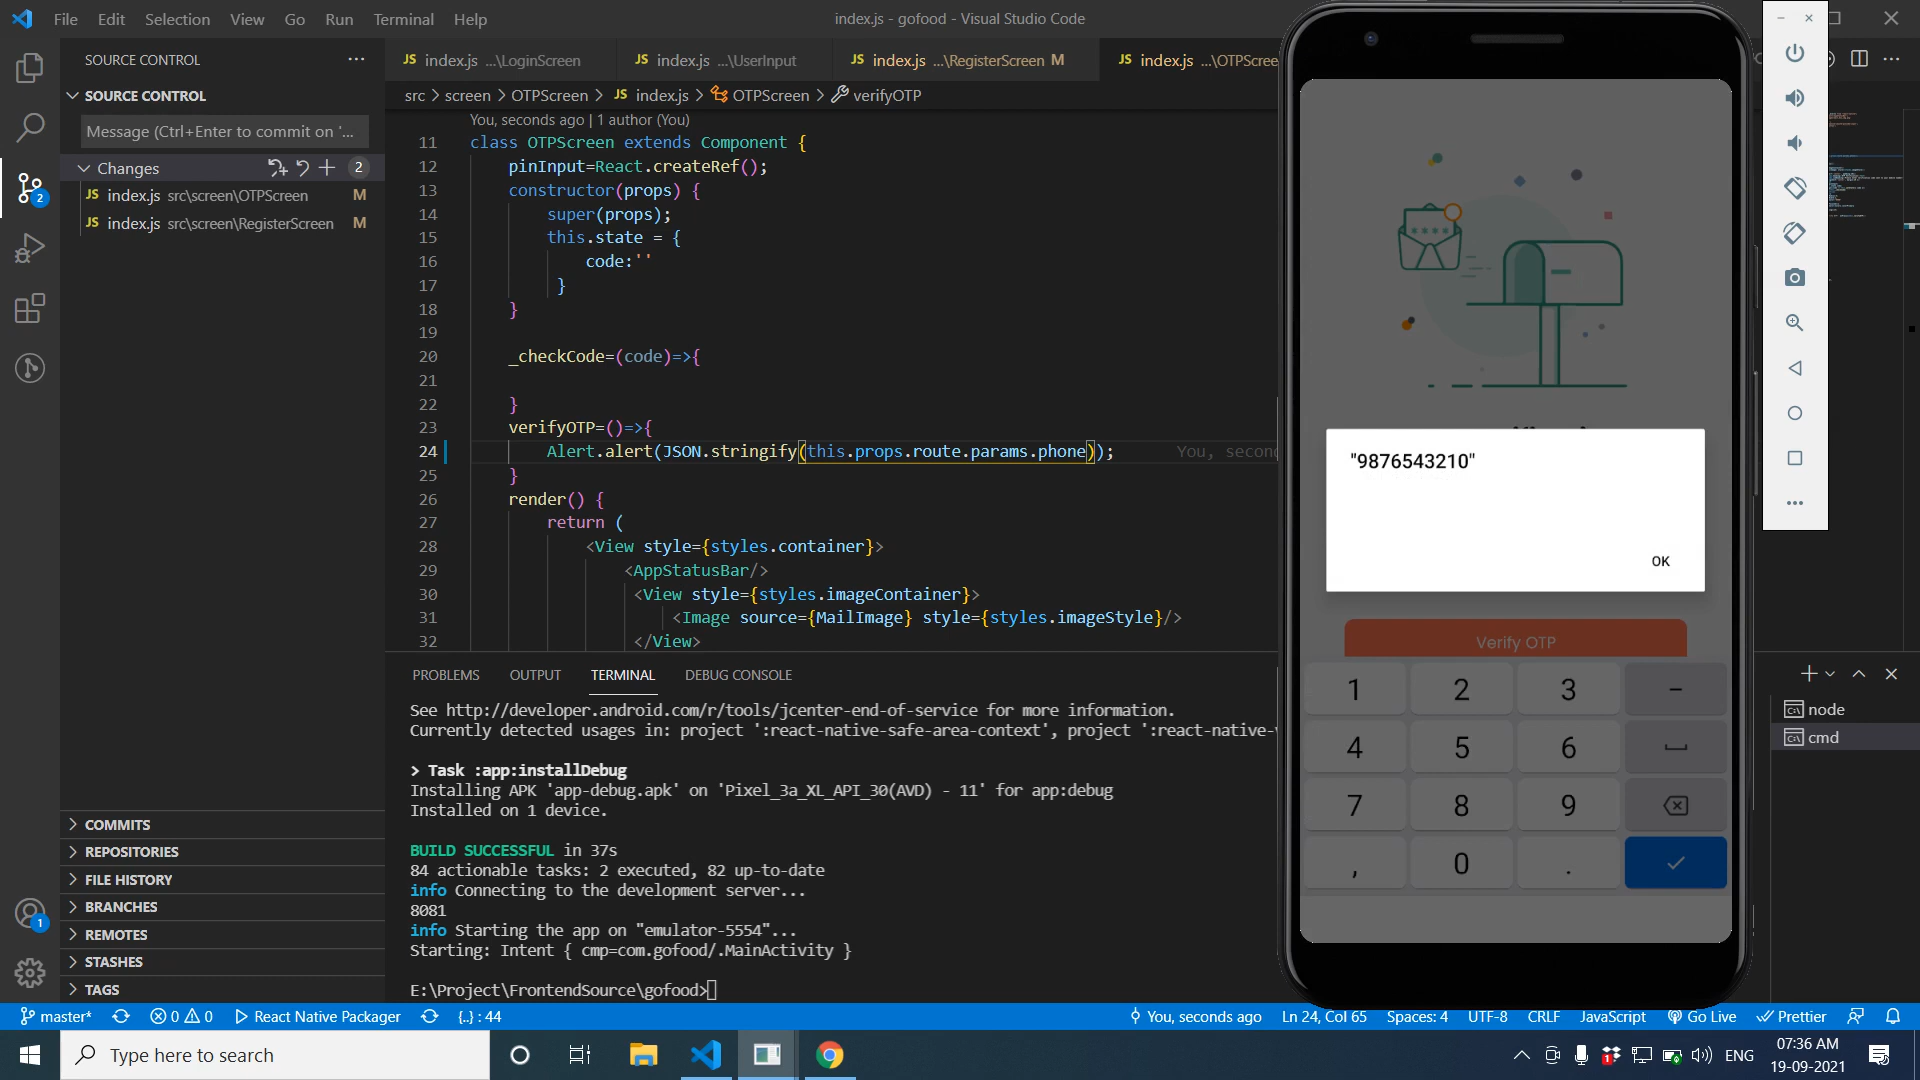 File Edit Selection View Go Run Terminal Help
index.js - gofood - Visual Studio Code
SOURCE CONTROL
SOURCE CONTROL
Message (Ctrl+Enter to commit on '...
Changes 2
JS index.js src\screen\OTPScreen M
JS index.js src\screen\RegisterScreen M
COMMITS
REPOSITORIES
FILE HISTORY
BRANCHES
REMOTES
STASHES
TAGS
JS index.js ...\LoginScreen
JS index.js ...\UserInput
JS index.js ...\RegisterScreen M
JS index.js ...\OTPScree
src > screen > OTPScreen > JS index.js > OTPScreen > verifyOTP
You, seconds ago | 1 author (You)
11 class OTPScreen extends Component {
12 pinInput=React.createRef();
13 constructor(props) {
14 super(props);
15 this.state = {
16 code:''
17 }
18 }
19
20 _checkCode=(code)=>{
21
22 }
23 verifyOTP=()=>{
24 Alert.alert(JSON.stringify(this.props.route.params.phone)); You, secon
25 }
26 render() {
27 return (
28 <View style={styles.container}>
29 <AppStatusBar/>
30 <View style={styles.imageContainer}>
31 <Image source={MailImage} style={styles.imageStyle}/>
32 </View>
PROBLEMS OUTPUT TERMINAL DEBUG CONSOLE
See http://developer.android.com/r/tools/jcenter-end-of-service for more information.
Currently detected usages in: project ':react-native-safe-area-context', project ':react-native-
> Task :app:installDebug
Installing APK 'app-debug.apk' on 'Pixel_3a_XL_API_30(AVD) - 11' for app:debug
Installed on 1 device.
BUILD SUCCESSFUL in 37s
84 actionable tasks: 2 executed, 82 up-to-date
info Connecting to the development server...
8081
info Starting the app on "emulator-5554"...
Starting: Intent { cmp=com.gofood/.MainActivity }
E:\Project\FrontendSource\gofood>
node
cmd
"9876543210"
OK
Verify OTP
1 2 3 -
4 5 6
7 8 9
, 0 .
master* 0 0 React Native Packager {..} : 44
You, seconds ago Ln 24, Col 65 Spaces: 4 UTF-8 CRLF JavaScript Go Live Prettier
2
1
Type here to search
1
ENG
07:36 AM
19-09-2021